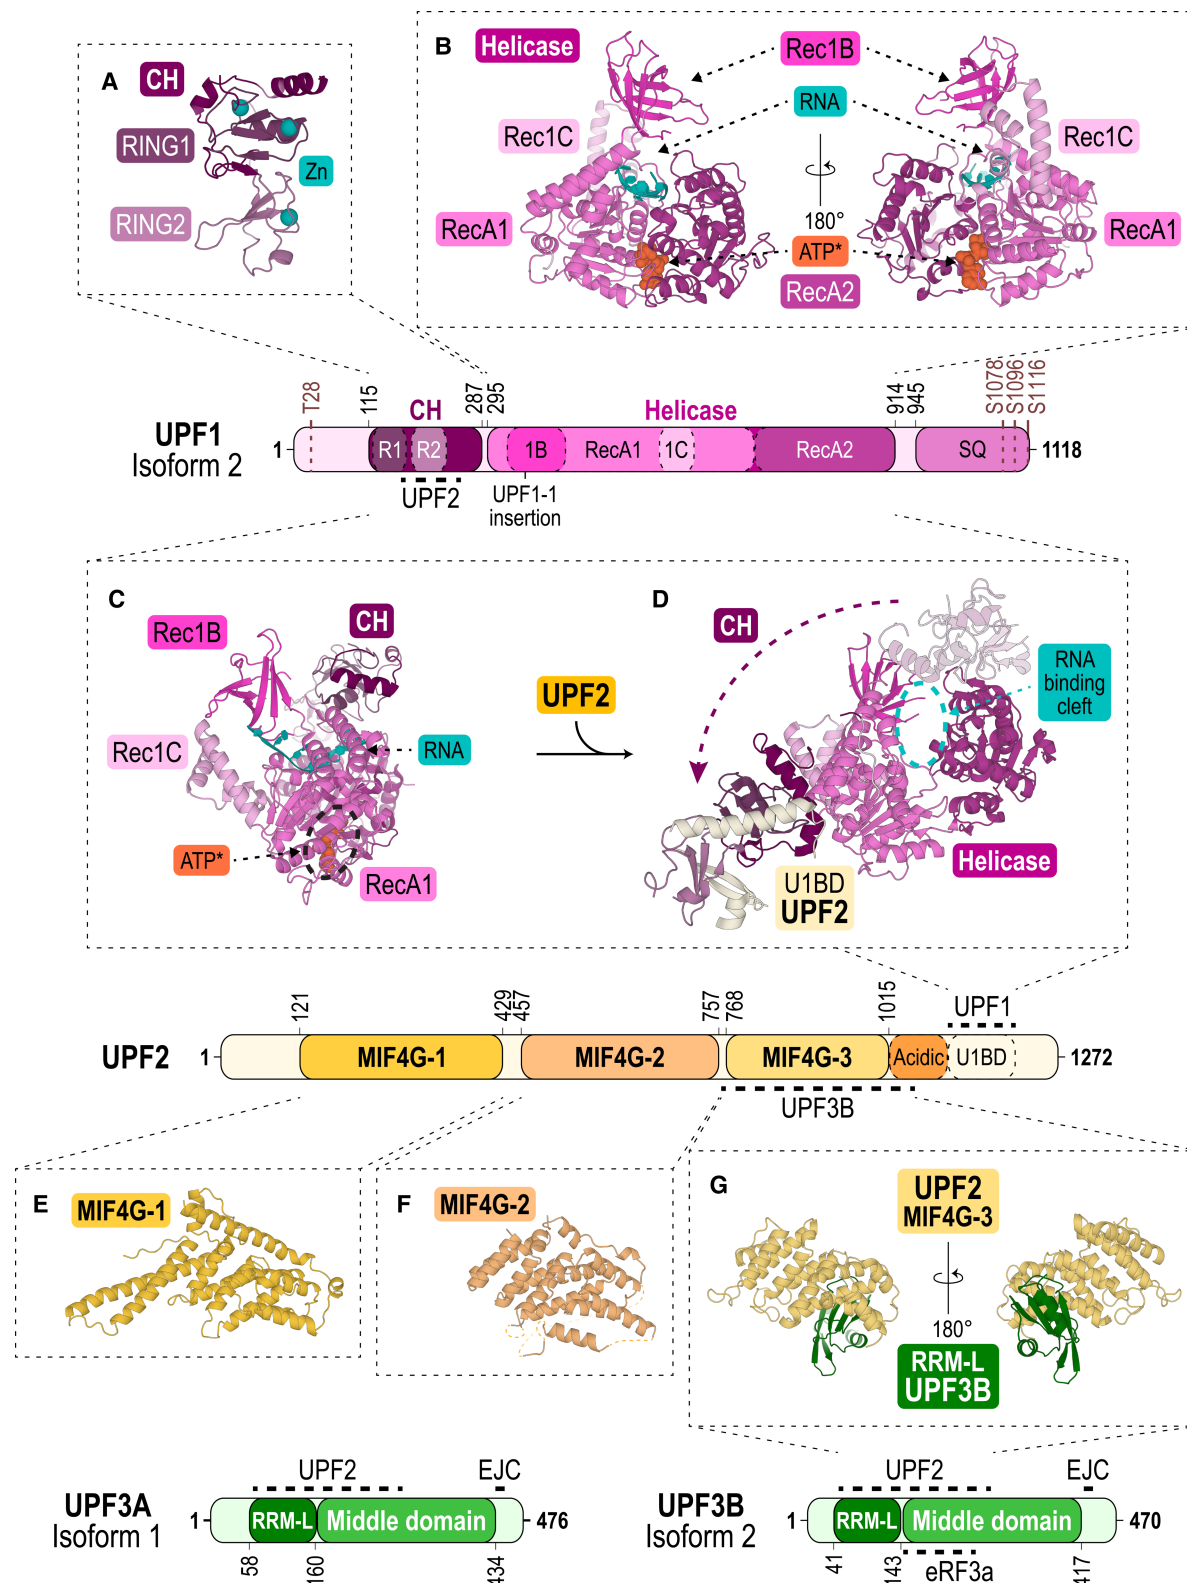 A
CH
RING1
Zn
RING2
B
Helicase
Rec1B
RNA
Rec1C
Rec1C
RecA1
180°
RecA1
ATP*
RecA2
T28
115
CH
287
295
Helicase
914
945
S1078
S1096
S1116
UPF1
Isoform 2
1
R1
R2
1B
RecA1
1C
RecA2
SQ
1118
UPF2
UPF1-1
insertion
C
Rec1B
CH
Rec1C
RNA
ATP*
RecA1
UPF2
D
CH
RNA
binding
cleft
Helicase
U1BD
UPF2
121
429
457
757
768
1015
UPF1
UPF2
1
MIF4G-1
MIF4G-2
MIF4G-3
Acidic
U1BD
1272
UPF3B
E
MIF4G-1
F
MIF4G-2
G
UPF2
MIF4G-3
180°
RRM-L
UPF3B
UPF2
EJC
UPF3A
Isoform 1
1
RRM-L
Middle domain
476
58
160
434
UPF2
EJC
UPF3B
Isoform 2
1
RRM-L
Middle domain
470
41
143
eRF3a
417